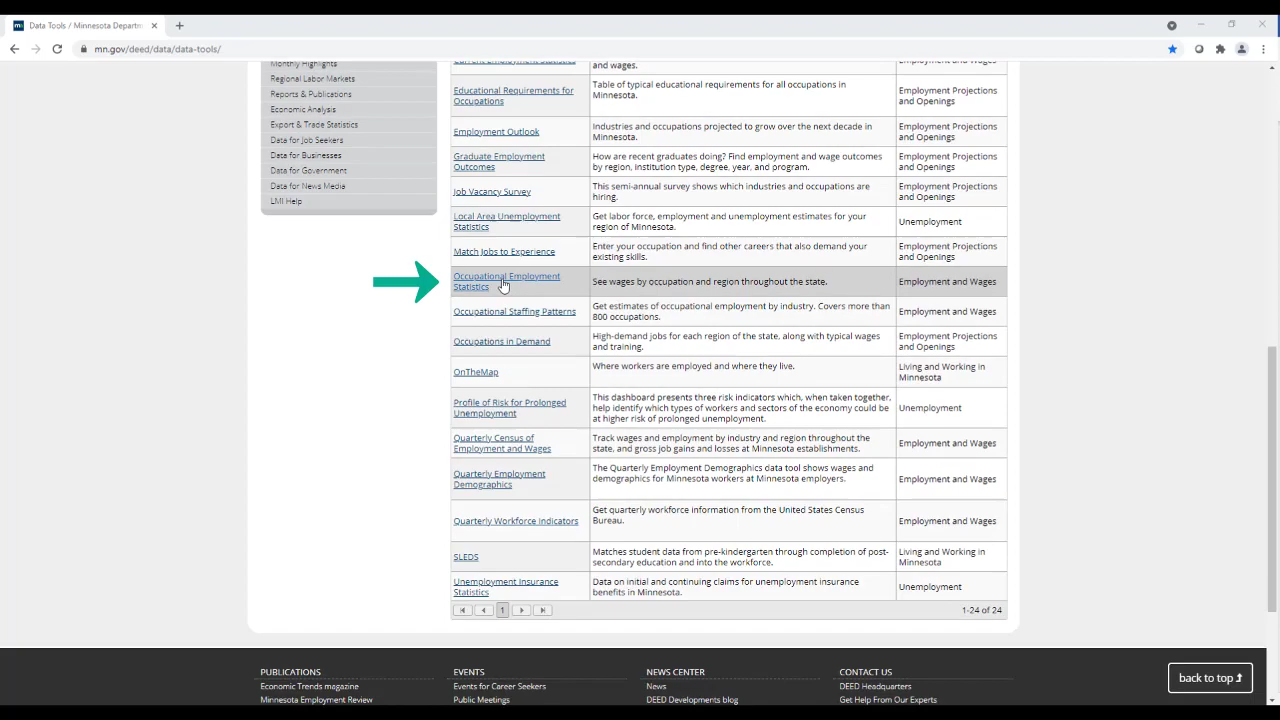 Data Tools / Minnesota Departm
mn.gov/deed/data/data-tools/
Monthly Highlights
Regional Labor Markets
Reports & Publications
Economic Analysis
Export & Trade Statistics
Data for Job Seekers
Data for Businesses
Data for Government
Data for News Media
LMI Help
Current Employment Statistics
and wages.
Employment and Wages
Educational Requirements for
Occupations
Table of typical educational requirements for all occupations in
Minnesota.
Employment Projections
and Openings
Employment Outlook
Industries and occupations projected to grow over the next decade in
Minnesota.
Employment Projections
and Openings
Graduate Employment
Outcomes
How are recent graduates doing? Find employment and wage outcomes
by region, institution type, degree, year, and program.
Employment Projections
and Openings
Job Vacancy Survey
This semi-annual survey shows which industries and occupations are
hiring.
Employment Projections
and Openings
Local Area Unemployment
Statistics
Get labor force, employment and unemployment estimates for your
region of Minnesota.
Unemployment
Match Jobs to Experience
Enter your occupation and find other careers that also demand your
existing skills.
Employment Projections
and Openings
Occupational Employment
Statistics
See wages by occupation and region throughout the state.
Employment and Wages
Occupational Staffing Patterns
Get estimates of occupational employment by industry. Covers more than
800 occupations.
Employment and Wages
Occupations in Demand
High-demand jobs for each region of the state, along with typical wages
and training.
Employment Projections
and Openings
OnTheMap
Where workers are employed and where they live.
Living and Working in
Minnesota
Profile of Risk for Prolonged
Unemployment
This dashboard presents three risk indicators which, when taken together,
help identify which types of workers and sectors of the economy could be
at higher risk of prolonged unemployment.
Unemployment
Quarterly Census of
Employment and Wages
Track wages and employment by industry and region throughout the
state, and gross job gains and losses at Minnesota establishments.
Employment and Wages
Quarterly Employment
Demographics
The Quarterly Employment Demographics data tool shows wages and
demographics for Minnesota workers at Minnesota employers.
Employment and Wages
Quarterly Workforce Indicators
Get quarterly workforce information from the United States Census
Bureau.
Employment and Wages
SLEDS
Matches student data from pre-kindergarten through completion of post-
secondary education and into the workforce.
Living and Working in
Minnesota
Unemployment Insurance
Statistics
Data on initial and continuing claims for unemployment insurance
benefits in Minnesota.
Unemployment
1
1-24 of 24
PUBLICATIONS
Economic Trends magazine
Minnesota Employment Review
EVENTS
Events for Career Seekers
Public Meetings
NEWS CENTER
News
DEED Developments blog
CONTACT US
DEED Headquarters
Get Help From Our Experts
back to top